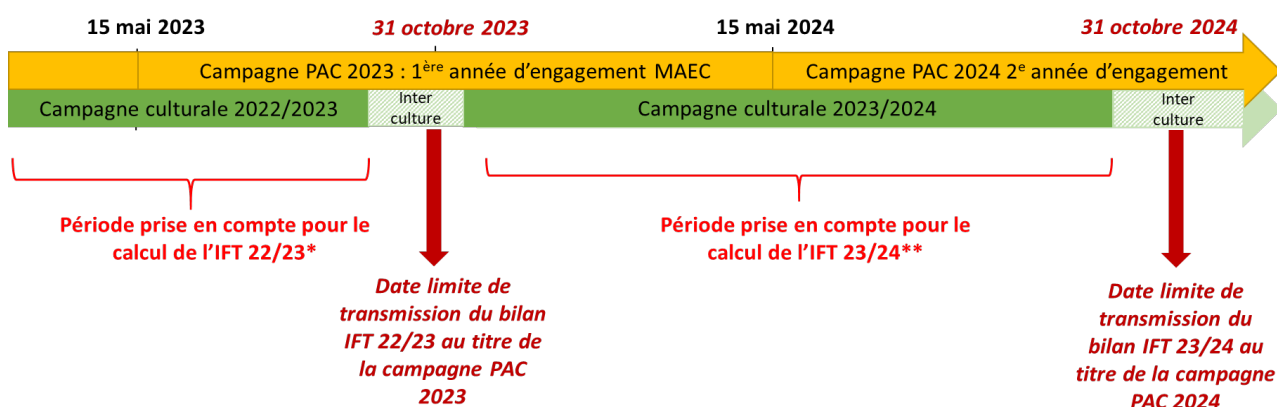 15 mai 2023
31 octobre 2023
15 mai 2024
31 octobre 2024
Campagne PAC 2023 : 1ère année d’engagement MAEC
Campagne PAC 2024 2e année d’engagement
Campagne culturale 2022/2023
Inter
culture
Campagne culturale 2023/2024
Inter
culture
Période prise en compte pour le
calcul de l’IFT 22/23*
Période prise en compte pour le
calcul de l’IFT 23/24**
Date limite de
transmission du bilan
IFT 22/23 au titre de
la campagne PAC
2023
Date limite de
transmission du
bilan IFT 23/24 au
titre de la campagne
PAC 2024